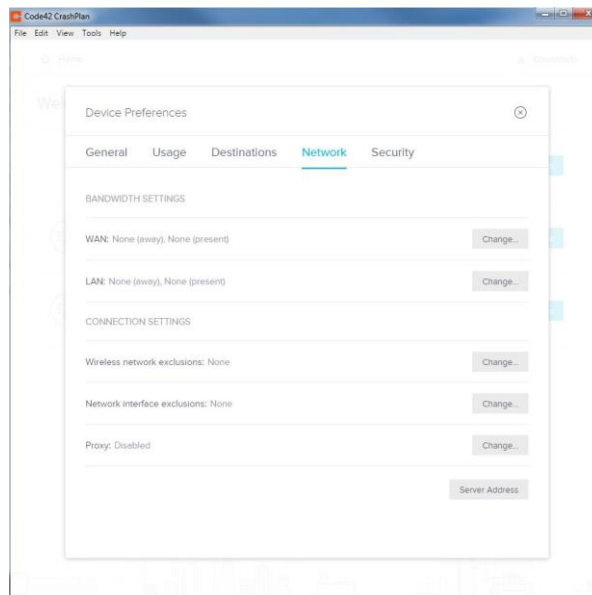 Code42 CrashPlan
File Edit View Tools Help
Home
Device Preferences
General Usage Destinations Network Security
BANDWIDTH SETTINGS
WAN: None (away), None (present) Change...
LAN: None (away), None (present) Change...
CONNECTION SETTINGS
Wireless network exclusions: None Change...
Network interface exclusions: None Change...
Proxy: Disabled Change...
Server Address